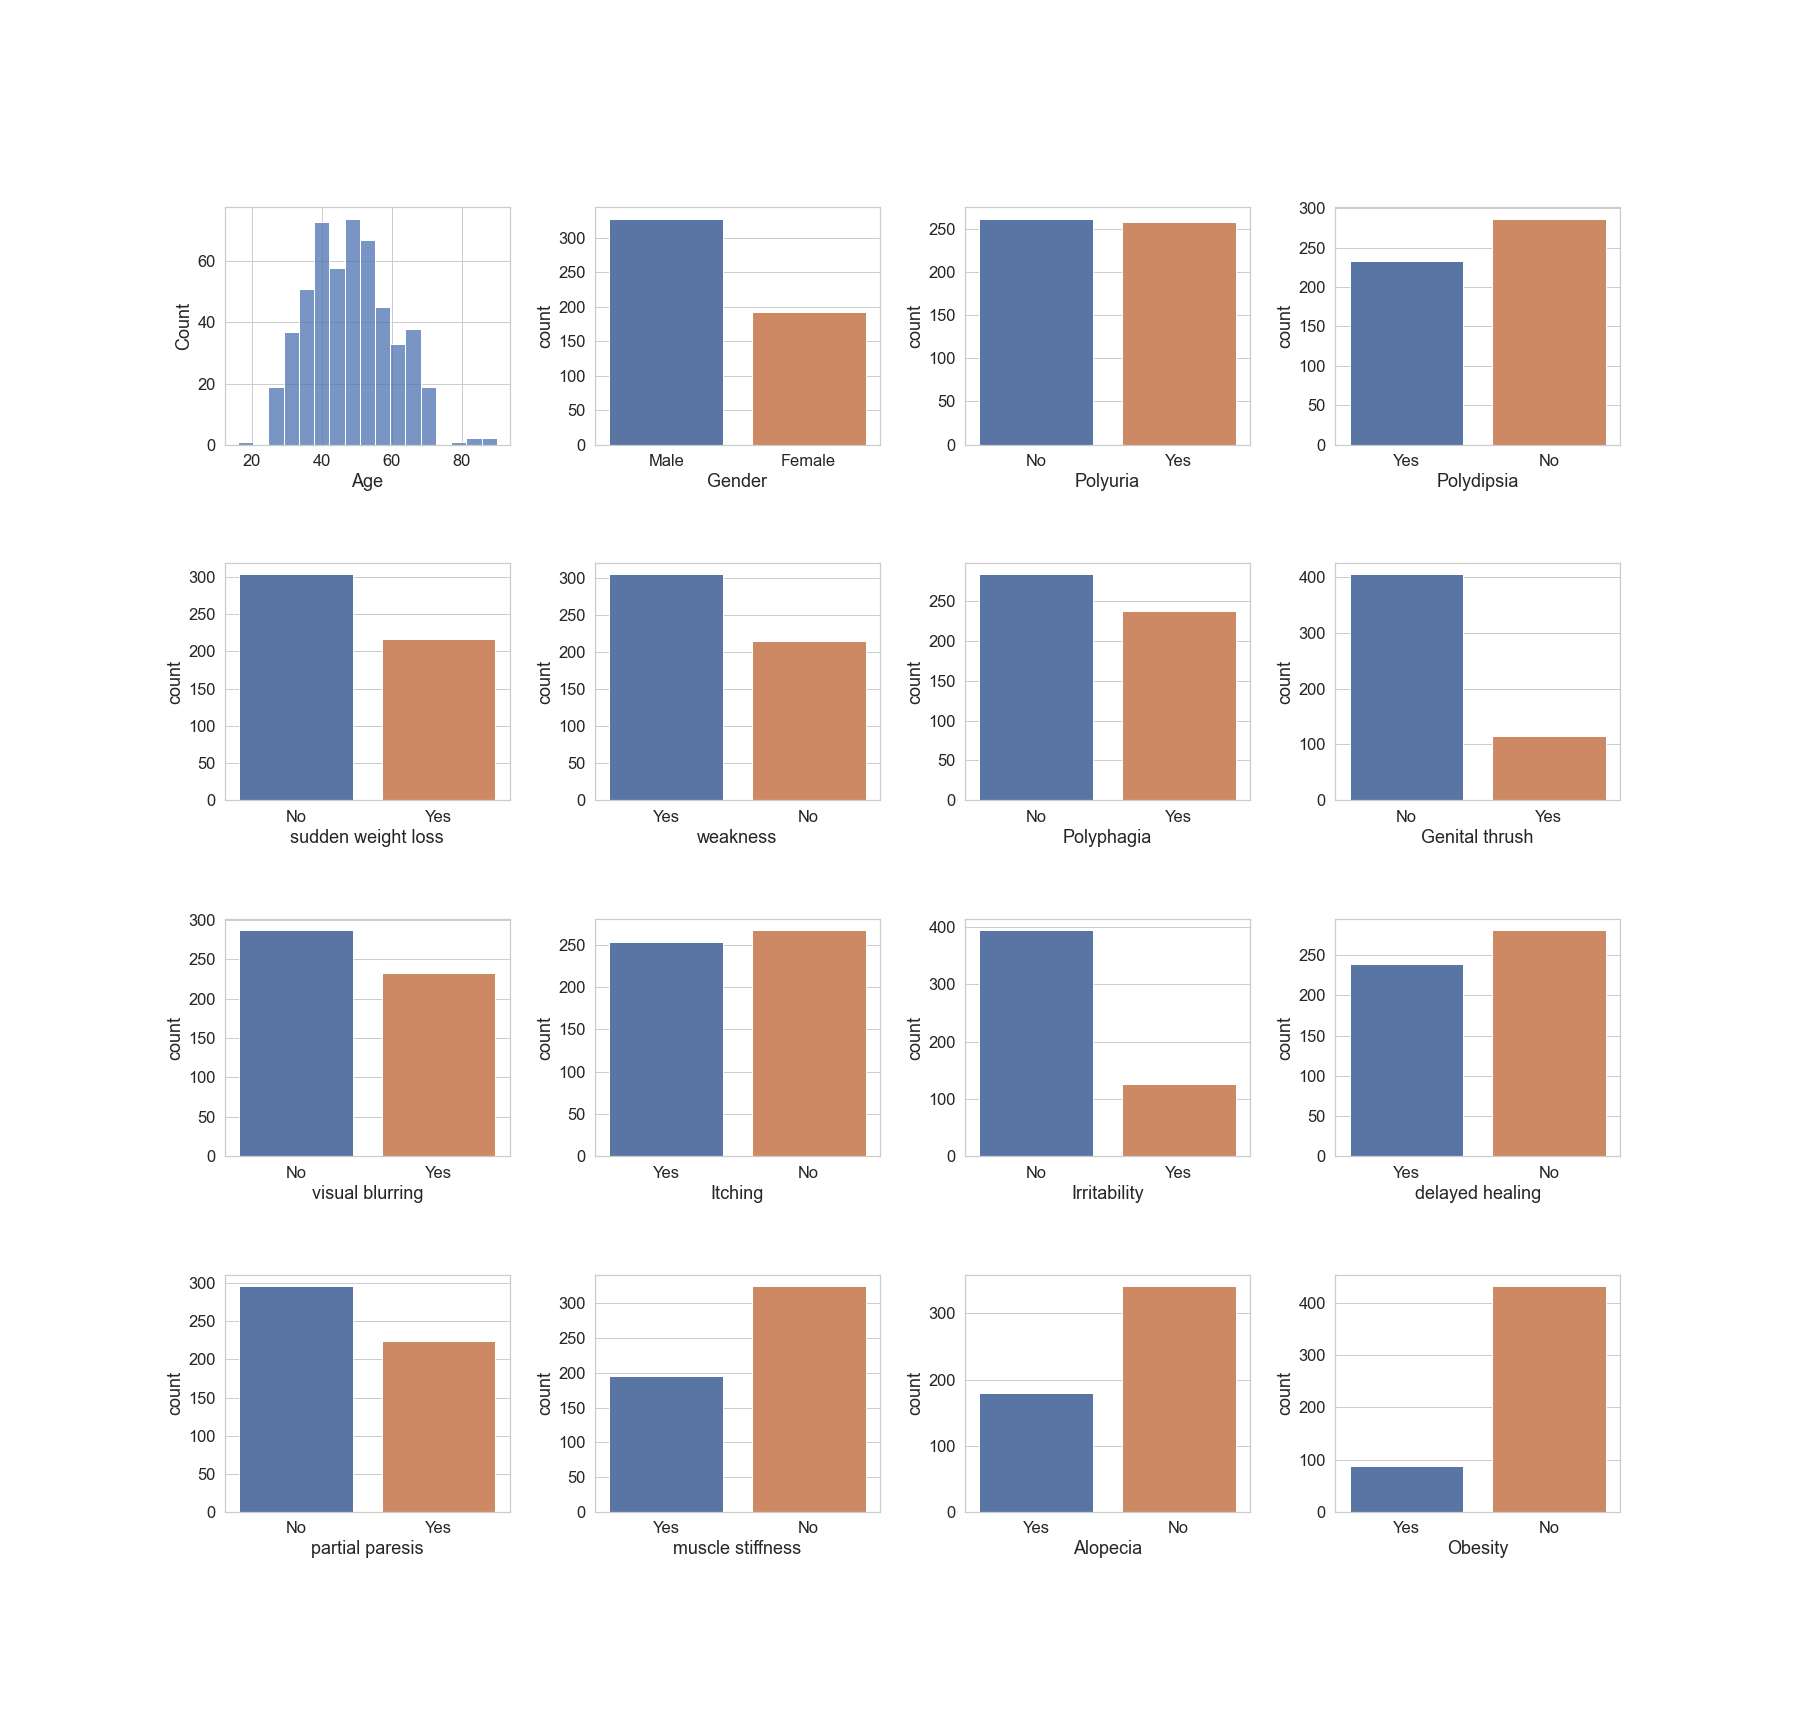 60
40
20
0
Count
20 40 60 80
Age
300
250
200
150
100
50
0
count
Male Female
Gender
250
200
150
100
50
0
count
No Yes
Polyuria
300
250
200
150
100
50
0
count
Yes No
Polydipsia
300
250
200
150
100
50
0
count
No Yes
sudden weight loss
300
250
200
150
100
50
0
count
Yes No
weakness
250
200
150
100
50
0
count
No Yes
Polyphagia
400
300
200
100
0
count
No Yes
Genital thrush
300
250
200
150
100
50
0
count
No Yes
visual blurring
250
200
150
100
50
0
count
Yes No
Itching
400
300
200
100
0
count
No Yes
Irritability
250
200
150
100
50
0
count
Yes No
delayed healing
300
250
200
150
100
50
0
count
No Yes
partial paresis
300
250
200
150
100
50
0
count
Yes No
muscle stiffness
300
200
100
0
count
Yes No
Alopecia
400
300
200
100
0
count
Yes No
Obesity